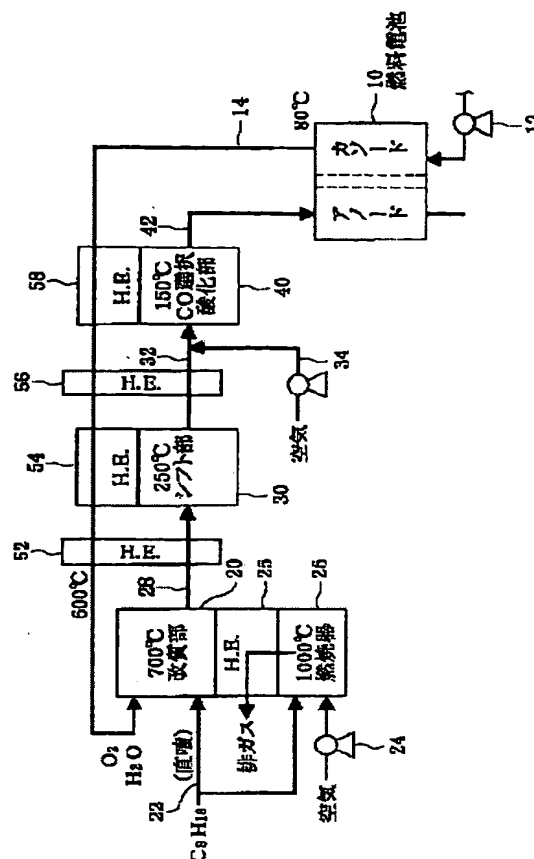 600℃
52
H.E.
54
H.E.
250℃
シフト部
30
56
H.E.
58
H.E.
150℃
CO選択
酸化部
40
14
80℃
10
燃料電池
カソード
アノード
42
32
34
空気
28
20
25
26
700℃
改質部
H.E.
1000℃
燃焼器
O₂
H₂O
(直噴)
22
C₈H₁₈
排ガス
空気
24